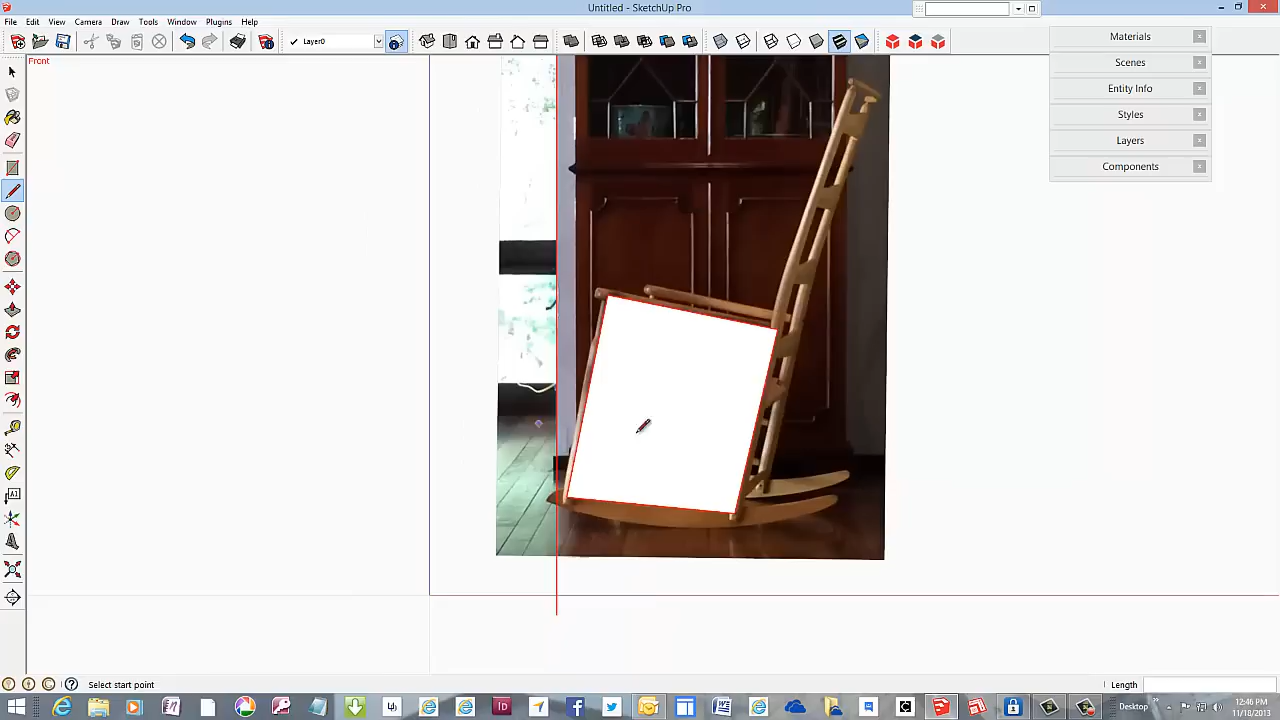 Untitled - SketchUp Pro
File Edit View Camera Draw Tools Window Plugins Help
Layer0
Front
Materials
Scenes
Entity Info
Styles
Layers
Components
Select start point
Length
Desktop
12:46 PM
11/18/2013